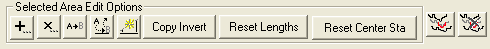 Selected Area Edit Options
+... X... A→B A B Copy Invert Reset Lengths Reset Center Sta